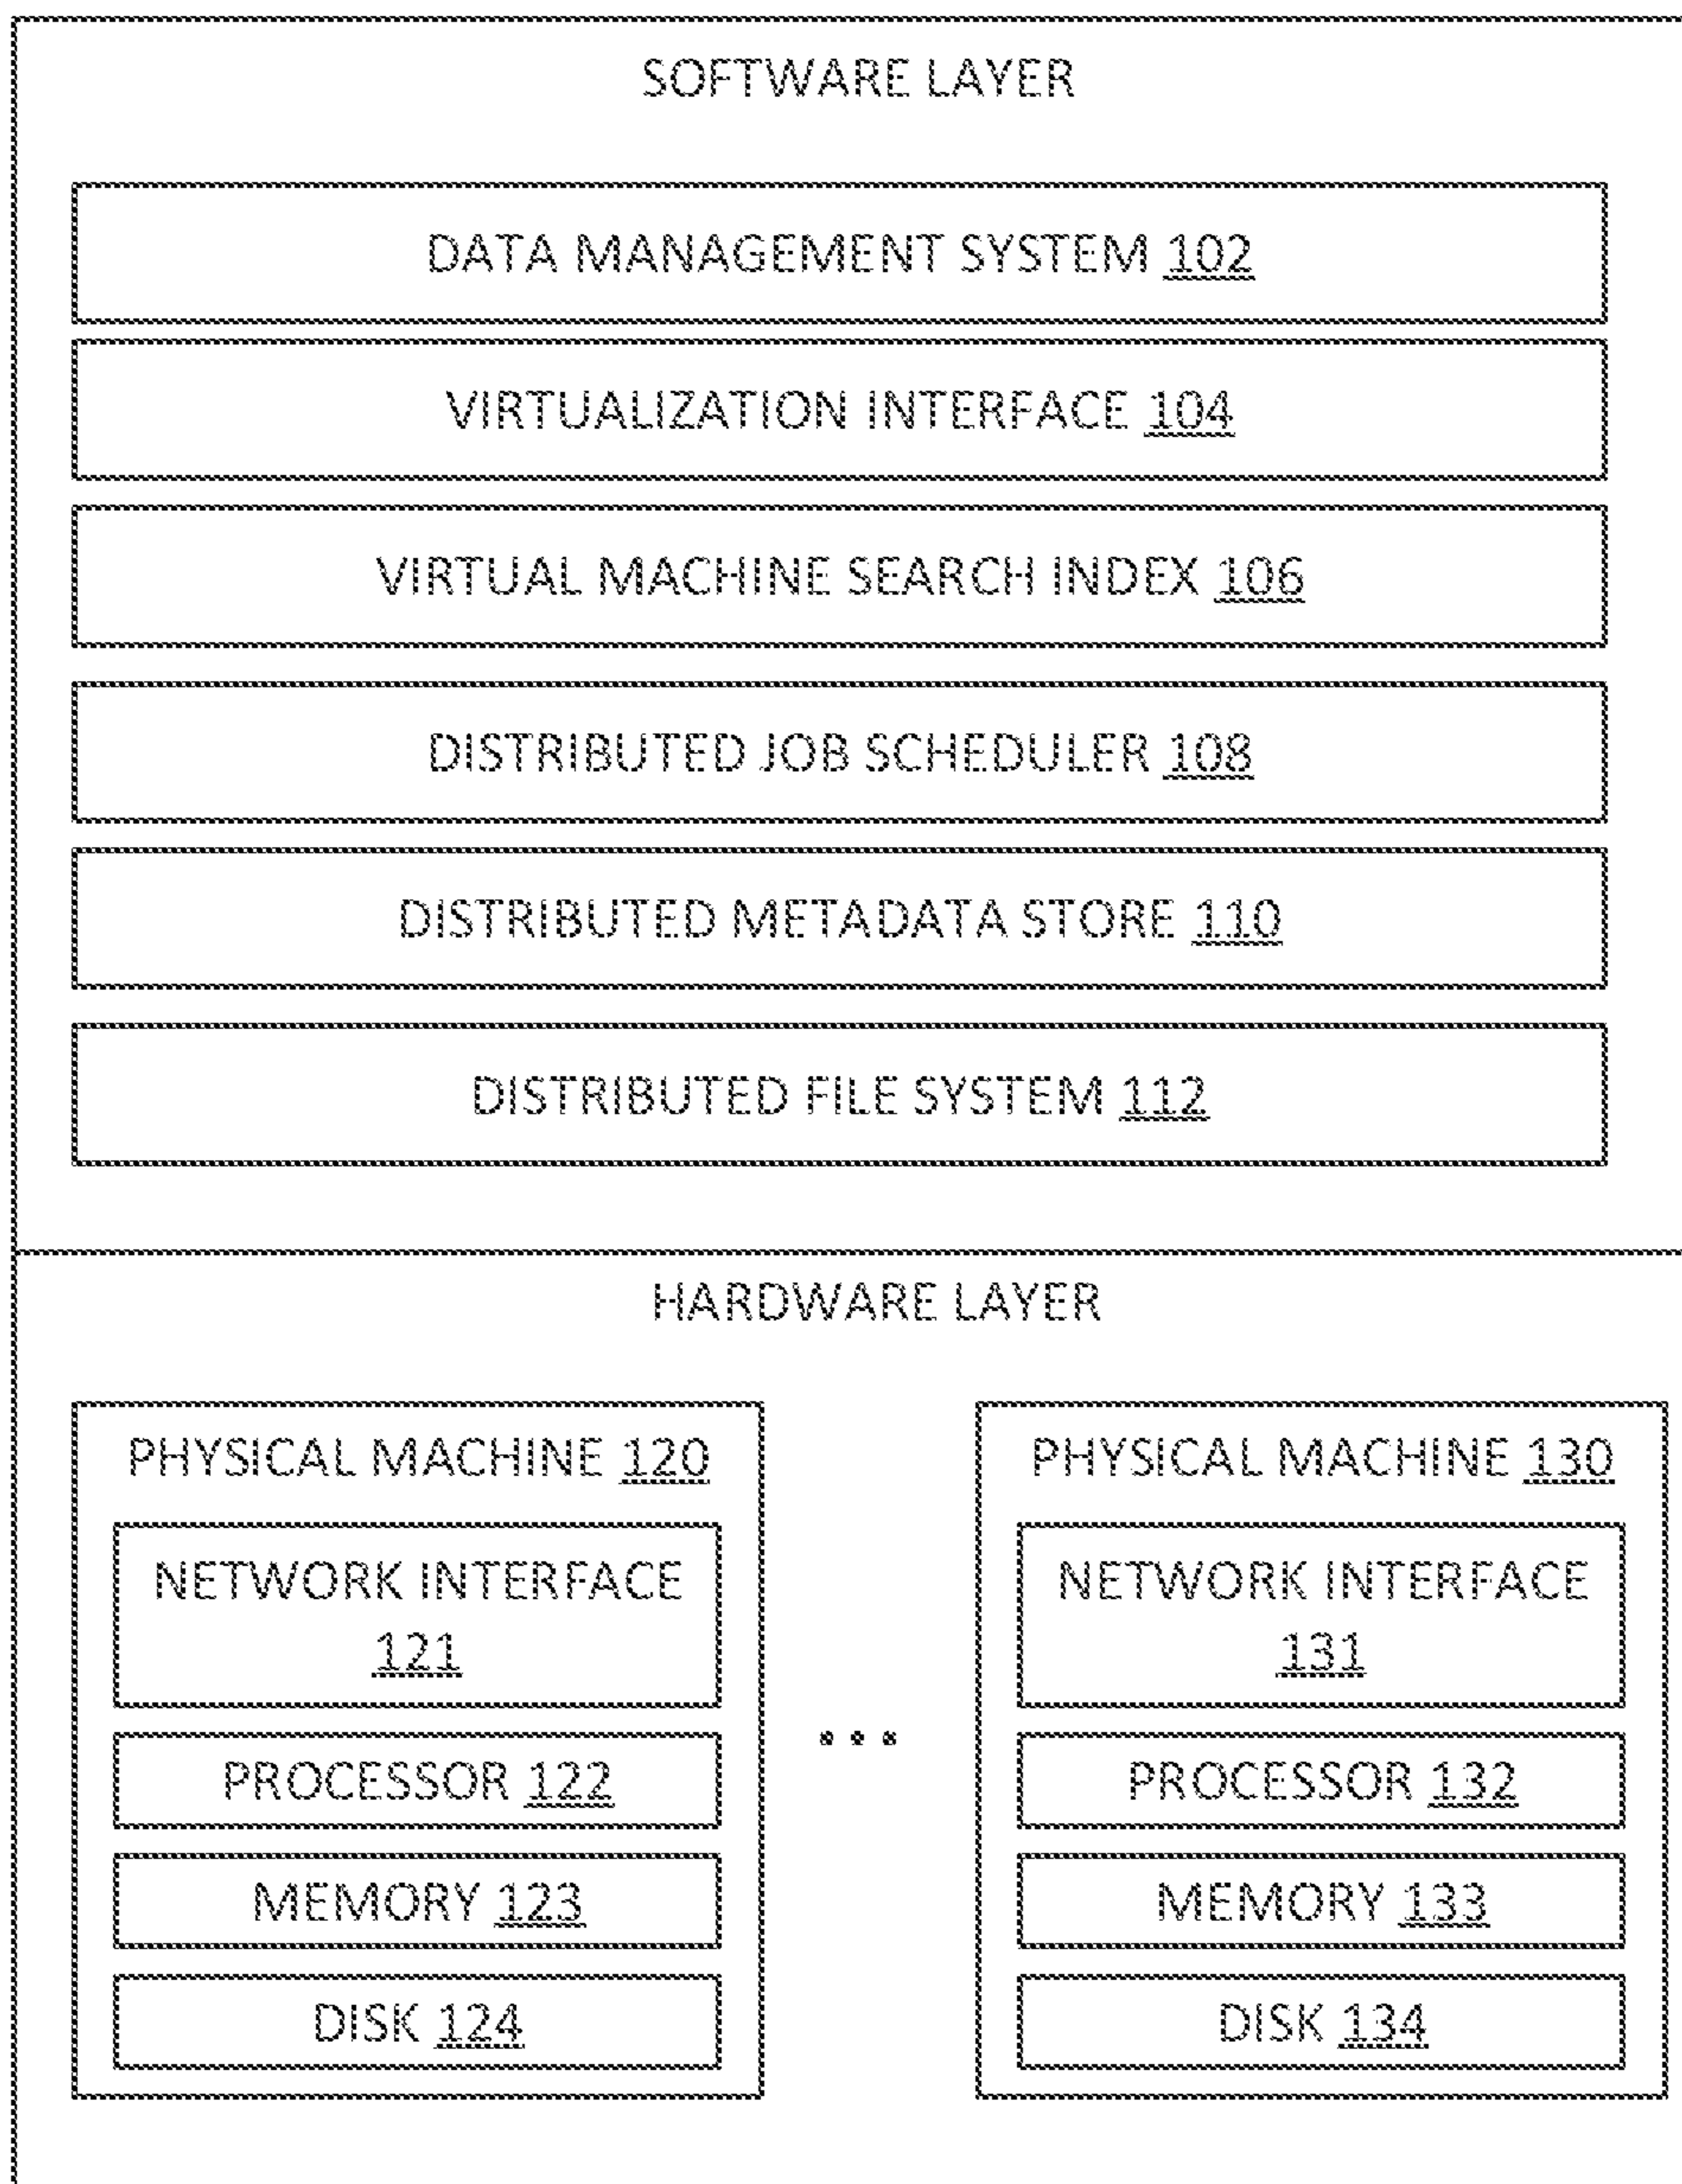 SOFTWARE LAYER
DATA MANAGEMENT SYSTEM 102
VIRTUALIZATION INTERFACE 104
VIRTUAL MACHINE SEARCH INDEX 106
DISTRIBUTED JOB SCHEDULER 108
DISTRIBUTED METADATA STORE 110
DISTRIBUTED FILE SYSTEM 112
HARDWARE LAYER
PHYSICAL MACHINE 120
NETWORK INTERFACE
121
PROCESSOR 122
MEMORY 123
DISK 124
...
PHYSICAL MACHINE 130
NETWORK INTERFACE
131
PROCESSOR 132
MEMORY 133
DISK 134